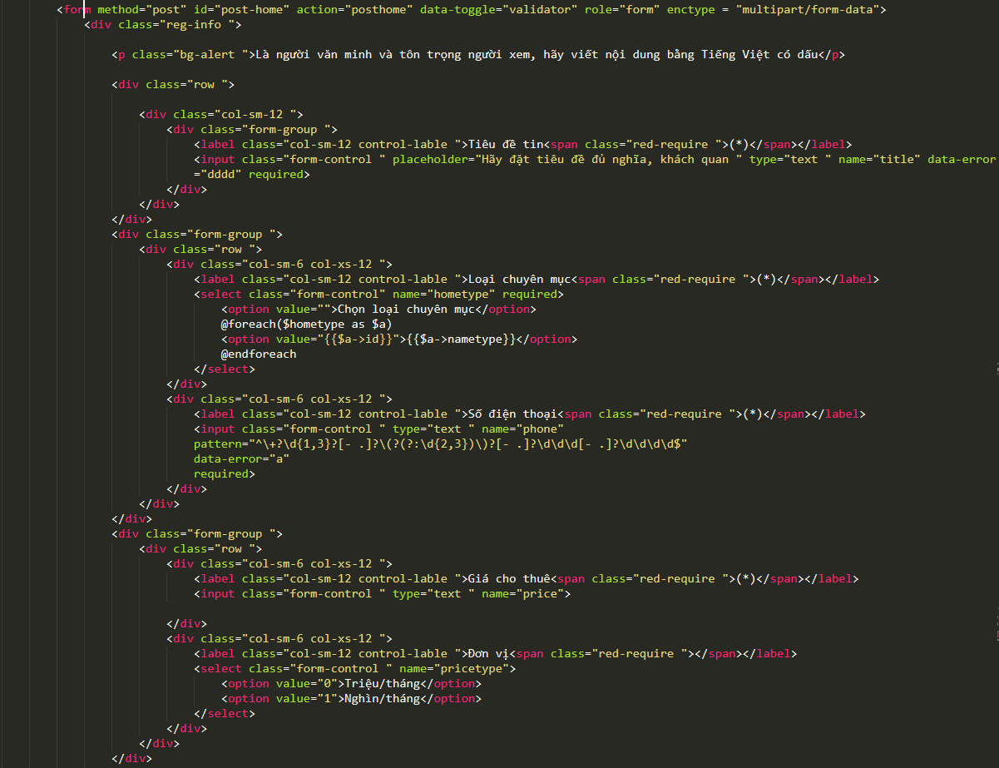 <form method="post" id="post-home" action="posthome" data-toggle="validator" role="form" enctype = "multipart/form-data">
<div class="reg-info ">
<p class="bg-alert ">Là người văn minh và tôn trọng người xem, hãy viết nội dung bằng Tiếng Việt có dấu</p>
<div class="row ">
<div class="col-sm-12 ">
<div class="form-group ">
<label class="col-sm-12 control-lable ">Tiêu đề tin<span class="red-require ">(*)</span></label>
<input class="form-control " placeholder="Hãy đặt tiêu đề đủ nghĩa, khách quan " type="text " name="title" data-error
="dddd" required>
</div>
</div>
</div>
<div class="form-group ">
<div class="row ">
<div class="col-sm-6 col-xs-12 ">
<label class="col-sm-12 control-lable ">Loại chuyên mục<span class="red-require ">(*)</span></label>
<select class="form-control" name="hometype" required>
<option value="">Chọn loại chuyên mục</option>
@foreach($hometype as $a)
<option value="{{$a->id}}">{{$a->nametype}}</option>
@endforeach
</select>
</div>
<div class="col-sm-6 col-xs-12 ">
<label class="col-sm-12 control-lable ">Số điện thoại<span class="red-require ">(*)</span></label>
<input class="form-control " type="text " name="phone"
pattern="^\+?\d{1,3}?[- .]?\(?(?:\d{2,3})\)?[- .]?\d\d\d[- .]?\d\d\d\d$"
data-error="a"
required>
</div>
</div>
</div>
<div class="form-group ">
<div class="row ">
<div class="col-sm-6 col-xs-12 ">
<label class="col-sm-12 control-lable ">Giá cho thuê<span class="red-require ">(*)</span></label>
<input class="form-control " type="text " name="price">
</div>
<div class="col-sm-6 col-xs-12 ">
<label class="col-sm-12 control-lable ">Đơn vị<span class="red-require "></span></label>
<select class="form-control " name="pricetype">
<option value="0">Triệu/tháng</option>
<option value="1">Nghìn/tháng</option>
</select>
</div>
</div>
</div>